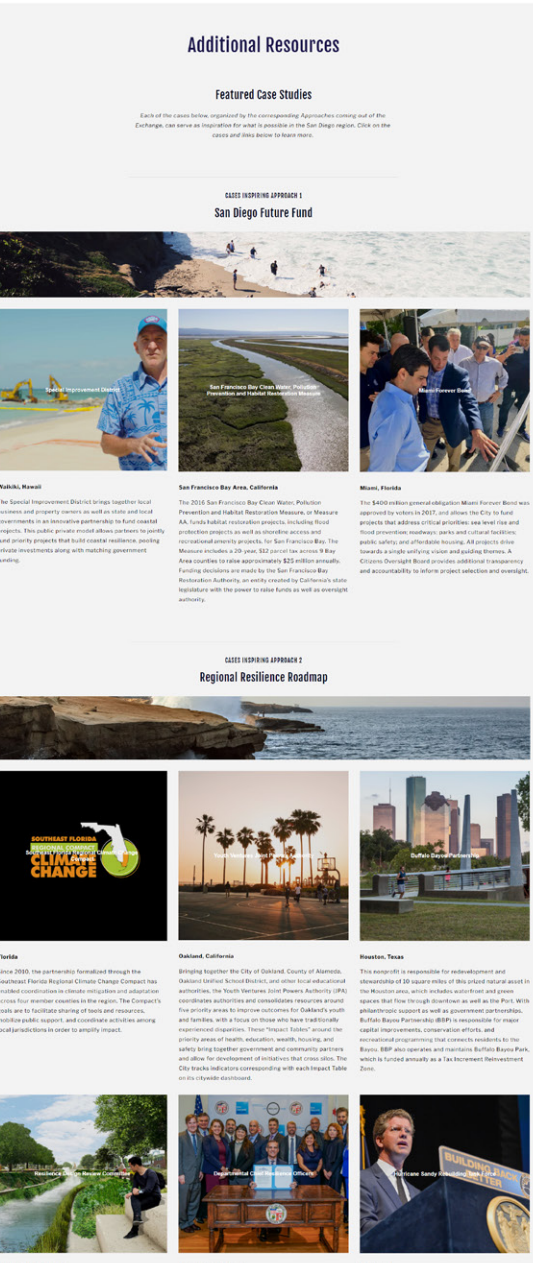 Additional Resources
Featured Case Studies
Each of the cases below, organized by the corresponding Approaches coming out of the
Exchange, can serve as inspiration for what is possible in the San Diego region. Click on the
cases and links below to learn more.
CASES INSPIRING APPROACH 1
San Diego Future Fund
Special Improvement District
San Francisco Bay Clean Water, Pollution
Prevention and Habitat Restoration Measure
Miami Forever Bond
Waikiki, Hawaii
The Special Improvement District brings together local
business and property owners as well as state and local
governments in an innovative partnership to fund coastal
projects. This public private model allows partners to jointly
fund priority projects that build coastal resilience, pooling
private investments along with matching government
funding.
San Francisco Bay Area, California
The 2016 San Francisco Bay Clean Water, Pollution
Prevention and Habitat Restoration Measure, or Measure
AA, funds habitat restoration projects, including flood
protection projects as well as shoreline access and
recreational amenity projects, for San Francisco Bay. The
Measure includes a 20-year, $12 parcel tax across 9 Bay
Area counties to raise approximately $25 million annually.
Funding decisions are made by the San Francisco Bay
Restoration Authority, an entity created by California's state
legislature with the power to raise funds as well as oversight
authority.
Miami, Florida
The $400 million general obligation Miami Forever Bond was
approved by voters in 2017, and allows the City to fund
projects that address critical priorities: sea level rise and
flood prevention; roadways; parks and cultural facilities;
public safety; and affordable housing. All projects drive
towards a single unifying vision and guiding themes. A
Citizens Oversight Board provides additional transparency
and accountability to inform project selection and oversight.
CASES INSPIRING APPROACH 2
Regional Resilience Roadmap
SOUTHEAST FLORIDA
REGIONAL COMPACT
CLIMATE
CHANGE
Southeast Florida Regional Climate Change
Compact
Youth Ventures Joint Powers Authority
Buffalo Bayou Partnership
Florida
Since 2010, the partnership formalized through the
Southeast Florida Regional Climate Change Compact has
enabled coordination in climate mitigation and adaptation
across four member counties in the region. The Compact's
tools are to facilitate sharing of tools and resources,
mobilize public support, and coordinate activities among
local jurisdictions in order to amplify impact.
Oakland, California
Bringing together the City of Oakland, County of Alameda,
Oakland Unified School District, and other local educational
authorities, the Youth Ventures Joint Powers Authority (JPA)
coordinates authorities and consolidates resources around
five priority areas to improve outcomes for Oakland's youth
and families, with a focus on those who have traditionally
experienced disparities. These "Impact Tables" around the
priority areas of health, education, wealth, housing, and
safety bring together government and community partners
and allow for development of initiatives that cross silos. The
City tracks indicators corresponding with each Impact Table
on its citywide dashboard.
Houston, Texas
This nonprofit is responsible for redevelopment and
stewardship of 10 square miles of this prized natural asset in
the Houston area, which includes waterfront and green
spaces that flow through downtown as well as the Port. With
philanthropic support as well as government partnerships,
Buffalo Bayou Partnership (BBP) is responsible for major
capital improvements, conservation efforts, and
recreational programming that connects residents to the
Bayou. BBP also operates and maintains Buffalo Bayou Park,
which is funded annually as a Tax Increment Reinvestment
Zone.
Resilience Design Review Committee
Departmental Chief Resilience Officers
Hurricane Sandy Rebuilding Task Force
BUILDING BACK
BETTER